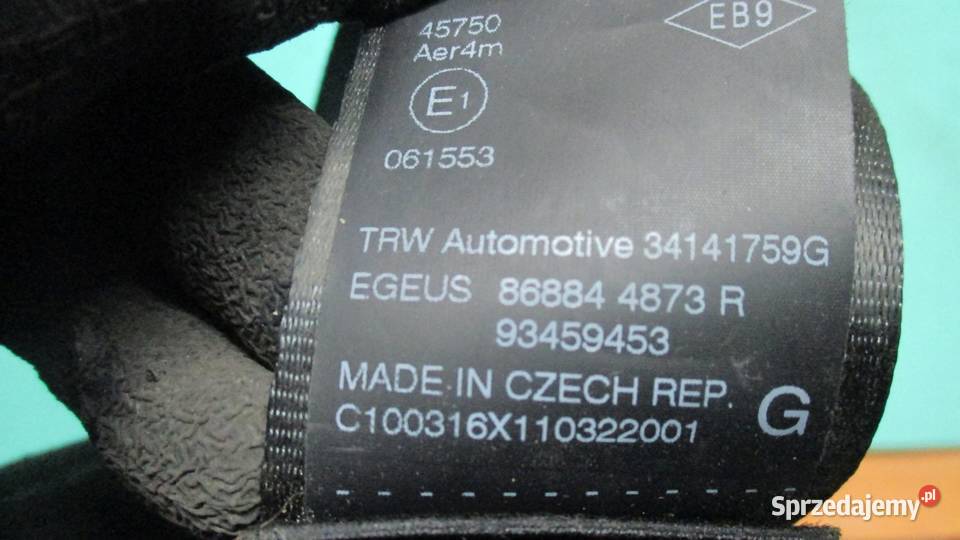 45750
EB9
Aer4m
E1
061553
TRW Automotive 34141759G
EGEUS 86884 4873 R
93459453
MADE IN CZECH REP.
C100316X110322001
G
Sprzedajemy.pl